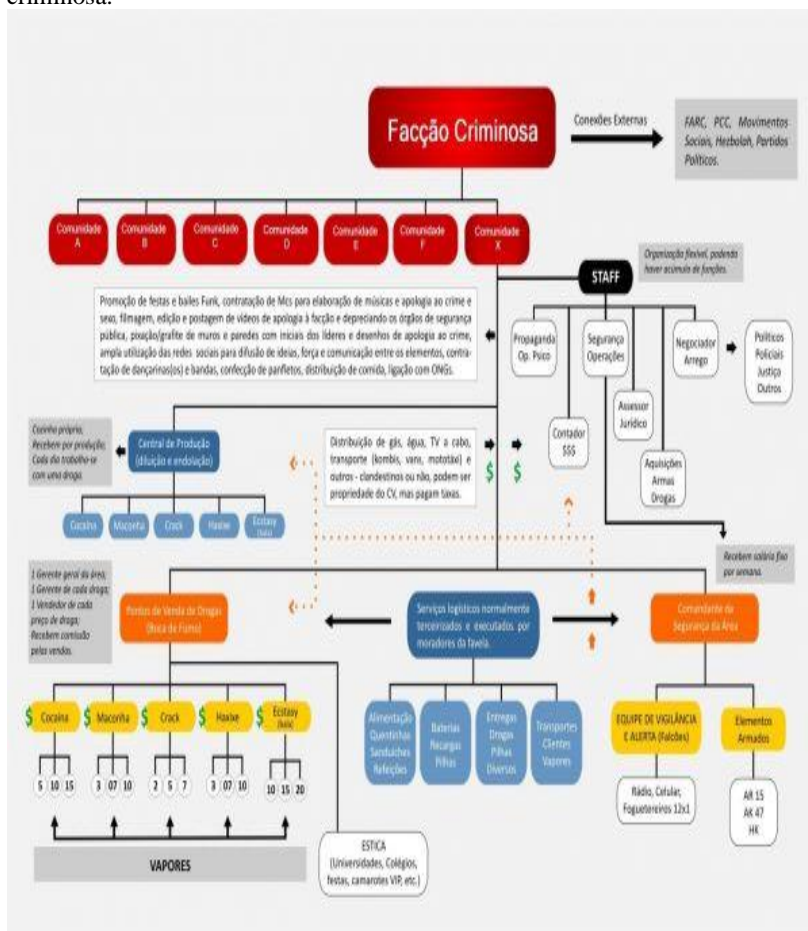 criminosa.
Facção Criminosa
Conexões Externas
FARC, PCC, Movimentos
Sociais, Hezbolah, Partidos
Políticos.
Comunidade
A
Comunidade
B
Comunidade
C
Comunidade
D
Comunidade
E
Comunidade
F
Comunidade
X
Organização flexível, podendo
haver acúmulo de funções.
STAFF
Promoção de festas e bailes Funk, contratação de Mcs para elaboração de músicas e apologia ao crime e
sexo, filmagem, edição e postagem de vídeos de apologia à facção e depreciando os órgãos de segurança
pública, pixação/grafite de muros e paredes com iniciais dos líderes e desenhos de apologia ao crime,
ampla utilização das redes sociais para difusão de ideias, força e comunicação entre os elementos, contra-
tação de dançarinas(os) e bandas, confecção de panfletos, distribuição de comida, ligação com ONGs.
Propaganda
Op. Psico
Segurança
Operações
Negociador
Arrego
Políticos
Policiais
Justiça
Outros
Contador
$$$
Assessor
Jurídico
Aquisições
Armas
Drogas
Cozinha própria,
Recebem por produção,
Cada dia trabalha-se
com uma droga.
Central de Produção
(diluição e endolação)
Cocaína
Maconha
Crack
Haxixe
Ecstasy
(bala)
Distribuição de gás, água, TV a cabo,
transporte (kombis, vans, mototáxi) e
outros - clandestinos ou não, podem ser
propriedade do CV, mas pagam taxas.
$ $
Recebem salário fixo
por semana.
1 Gerente geral da área;
1 Gerente de cada droga;
1 Vendedor de cada
preço de droga;
Recebem comissão
pelas vendas.
Pontos de Venda de Drogas
(Boca de Fumo)
Serviços logísticos normalmente
terceirizados e executados por
moradores da favela.
Comandante da
Segurança da Área
$ Cocaína
$ Maconha
$ Crack
$ Haxixe
$ Ecstasy
(bala)
5 10 15
3 07 10
2 5 7
3 07 10
10 15 20
VAPORES
Alimentação
Quentinhas
Sanduíches
Refeições
Baterias
Recargas
Pilhas
Entregas
Drogas
Pilhas
Diversos
Transportes
Clientes
Vapores
EQUIPE DE VIGILÂNCIA
E ALERTA (Falcões)
Elementos
Armados
Rádio, Celular,
Fogueteiros 12x1
AR 15
AK 47
HK
ESTICA
(Universidades, Colégios,
festas, camarotes VIP, etc.)